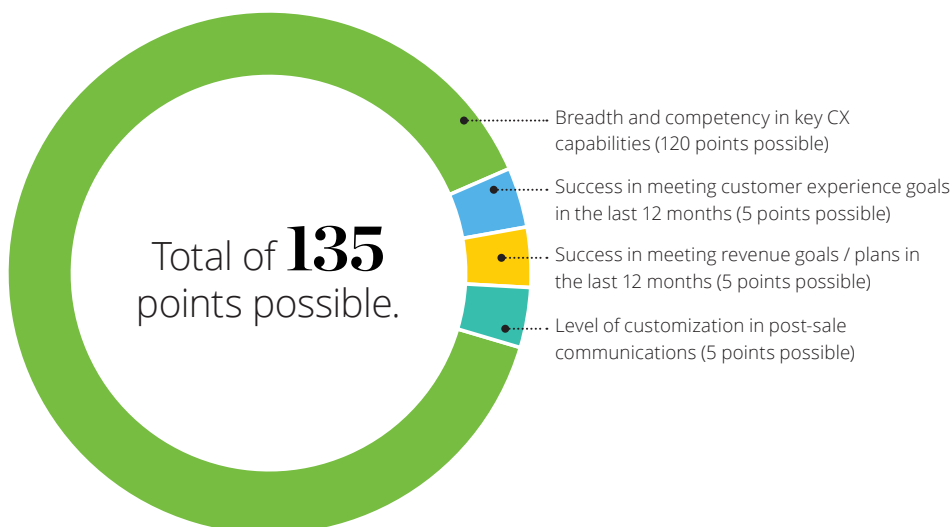 Total of 135
points possible.
Breadth and competency in key CX
capabilities (120 points possible)
Success in meeting customer experience goals
in the last 12 months (5 points possible)
Success in meeting revenue goals / plans in
the last 12 months (5 points possible)
Level of customization in post-sale
communications (5 points possible)